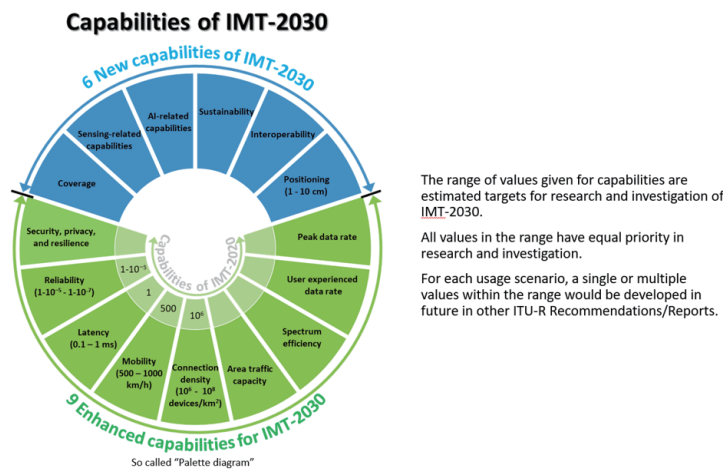 Capabilities of IMT-2030
6 New capabilities of IMT-2030
Coverage
Sensing-related
capabilities
AI-related
capabilities
Sustainability
Interoperability
Positioning
(1 - 10 cm)
Security, privacy,
and resilience
Reliability
(1-10⁻⁵ - 1-10⁻⁷)
Latency
(0.1 – 1 ms)
Mobility
(500 – 1000
km/h)
Connection
density
(10⁶ - 10⁸
devices/km²)
Area traffic
capacity
Spectrum
efficiency
User experienced
data rate
Peak data rate
Capabilities of IMT-2020
1-10⁻⁵
1
500
10⁶
9 Enhanced capabilities for IMT-2030
So called “Palette diagram”
The range of values given for capabilities are
estimated targets for research and investigation of
IMT-2030.
All values in the range have equal priority in
research and investigation.
For each usage scenario, a single or multiple
values within the range would be developed in
future in other ITU-R Recommendations/Reports.